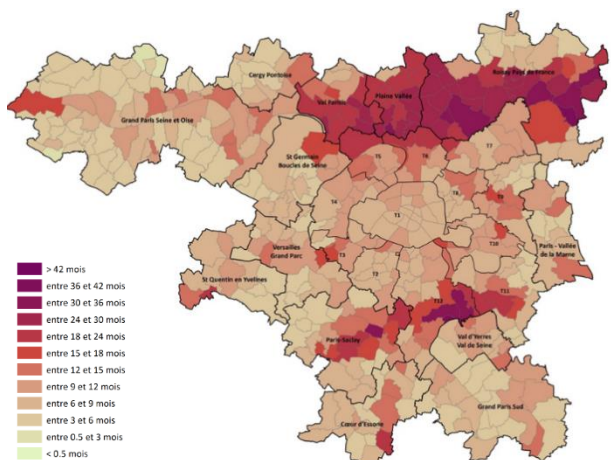 Cergy Pontoise
Roissy Pays de France
Val Parisis
Plaine Vallée
Grand Paris Seine et Oise
St Germain
Boucles de Seine
T5
T6
T7
T4
T8
T9
T1
Versailles
Grand Parc
T3
T2
T10
Paris - Vallée
de la Marne
St Quentin en Yvelines
T12
T11
Paris-Saclay
Val d'Yerres
Val de Seine
Cœur d'Essonne
Grand Paris Sud
> 42 mois
entre 36 et 42 mois
entre 30 et 36 mois
entre 24 et 30 mois
entre 18 et 24 mois
entre 15 et 18 mois
entre 12 et 15 mois
entre 9 et 12 mois
entre 6 et 9 mois
entre 3 et 6 mois
entre 0.5 et 3 mois
< 0.5 mois